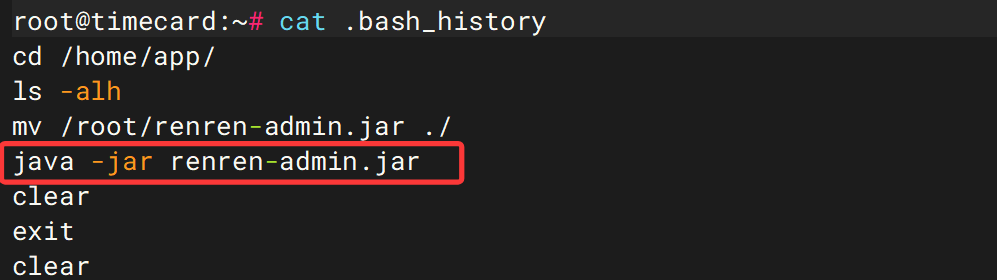 root@timecard:~# cat .bash_history
cd /home/app/
ls -alh
mv /root/renren-admin.jar ./
java -jar renren-admin.jar
clear
exit
clear